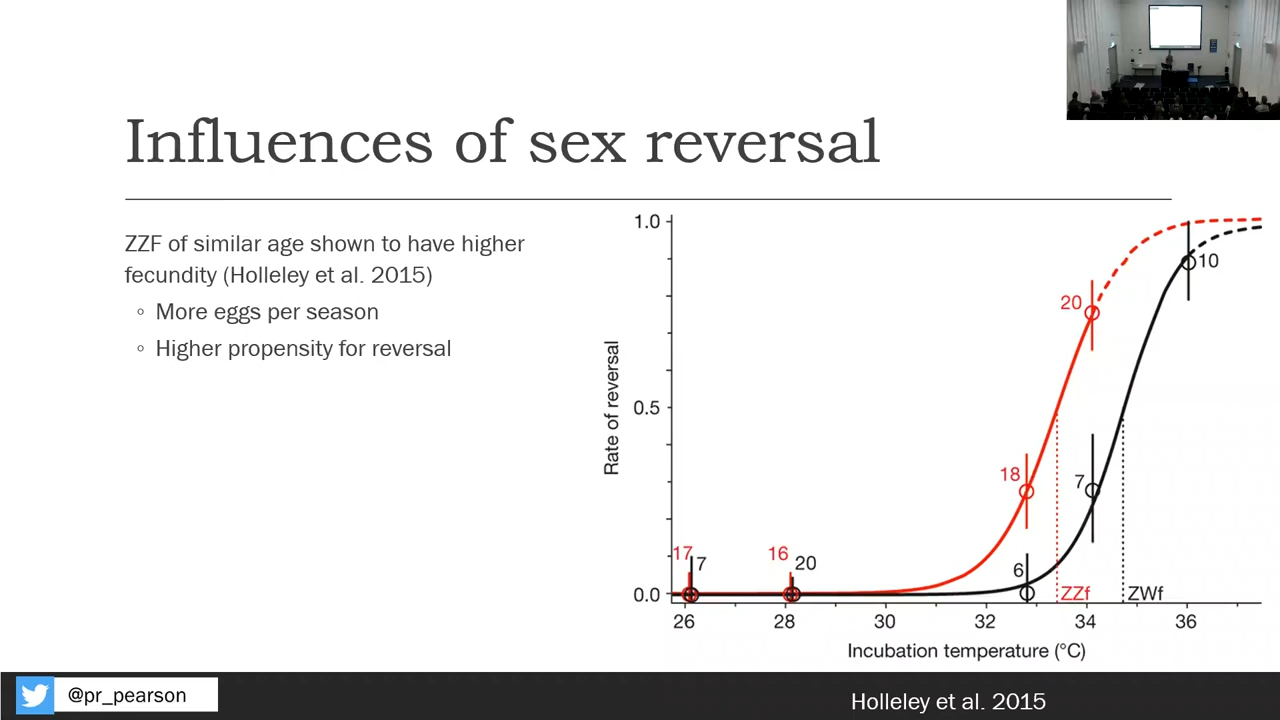 Influences of sex reversal
ZZF of similar age shown to have higher
fecundity (Holleley et al. 2015)
◦ More eggs per season
◦ Higher propensity for reversal
1.0
0.5
0.0
Rate of reversal
17
7
16
20
18
6
20
7
10
ZZf
ZWf
26 28 30 32 34 36
Incubation temperature (°C)
@pr_pearson
Holleley et al. 2015